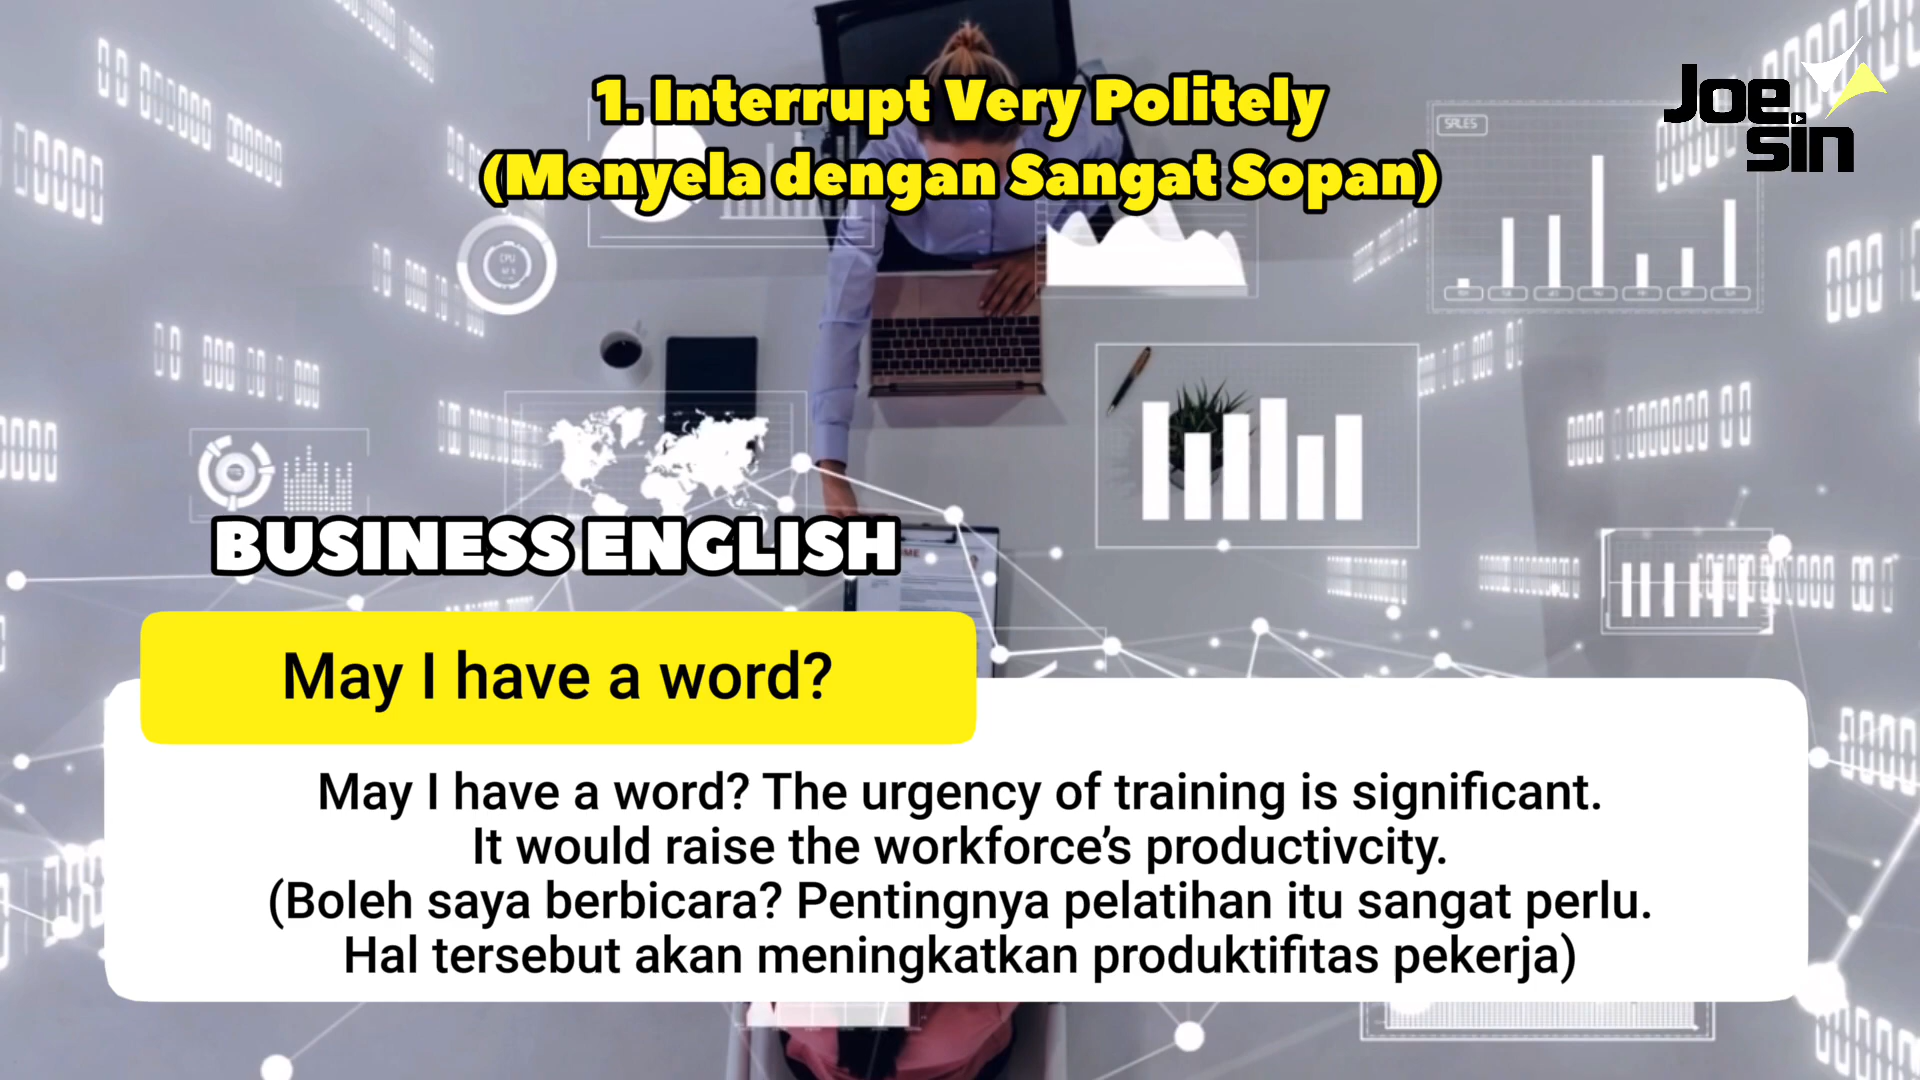 1. Interrupt Very Politely
(Menyela dengan Sangat Sopan)
Joe
sin
SALES
CPU
BUSINESS ENGLISH
May I have a word?
May I have a word? The urgency of training is significant.
It would raise the workforce’s productivcity.
(Boleh saya berbicara? Pentingnya pelatihan itu sangat perlu.
Hal tersebut akan meningkatkan produktifitas pekerja)